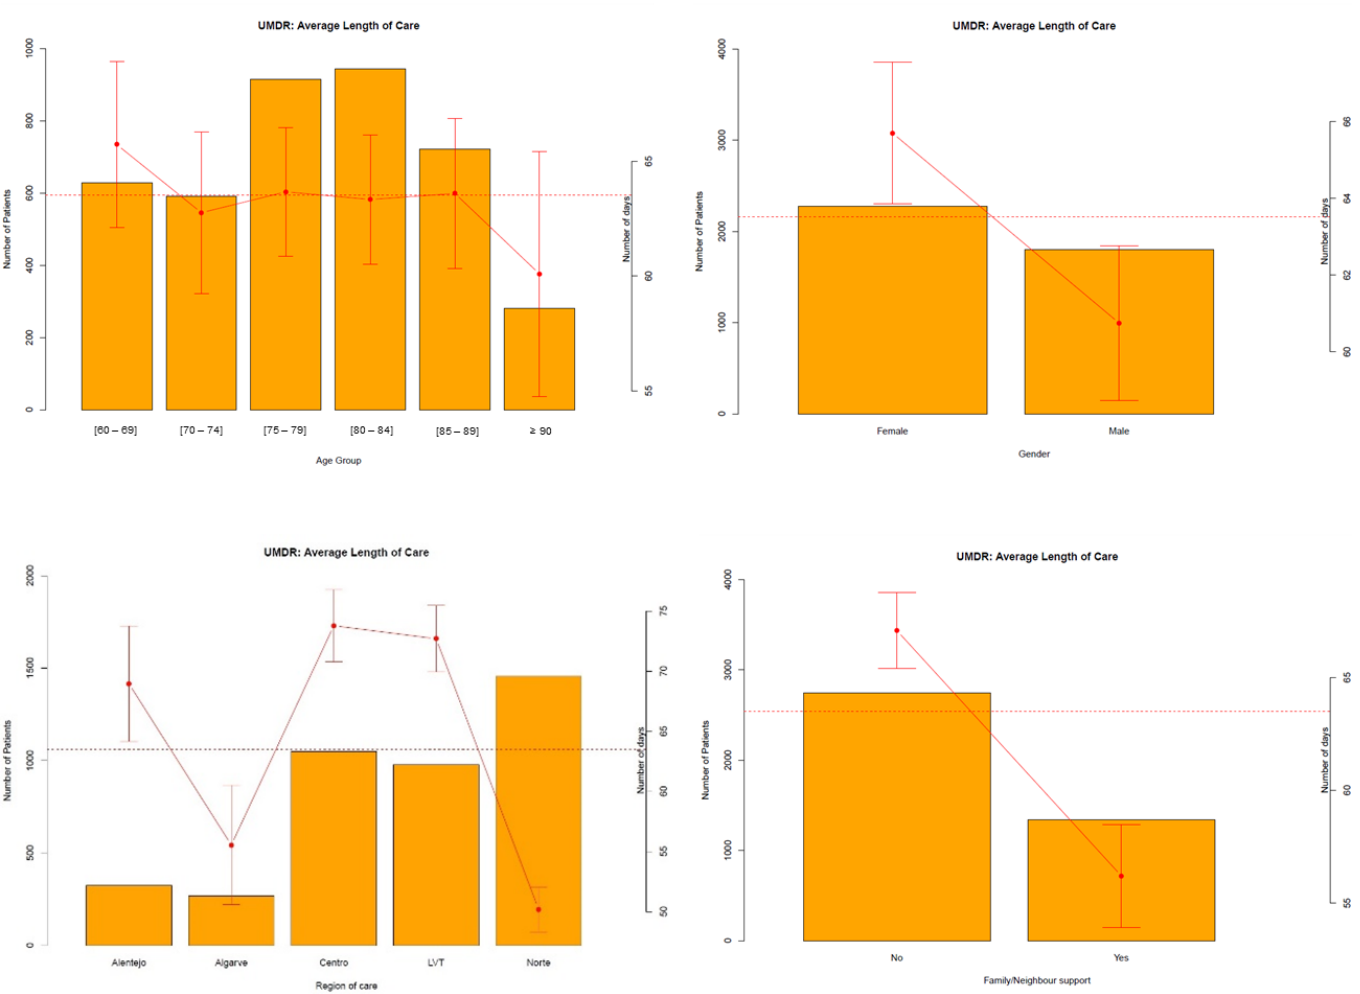 UMDR: Average Length of Care
1000
800
600
400
200
0
Number of Patients
65
60
55
Number of days
[60 – 69] [70 – 74] [75 – 79] [80 – 84] [85 – 89] ≥ 90
Age Group
UMDR: Average Length of Care
4000
3000
2000
1000
0
Number of Patients
66
64
62
60
Number of days
Female Male
Gender
UMDR: Average Length of Care
2000
1500
1000
500
0
Number of Patients
75
70
65
60
55
50
Number of days
Alentejo Algarve Centro LVT Norte
Region of care
UMDR: Average Length of Care
4000
3000
2000
1000
0
Number of Patients
65
60
55
Number of days
No Yes
Family/Neighbour support